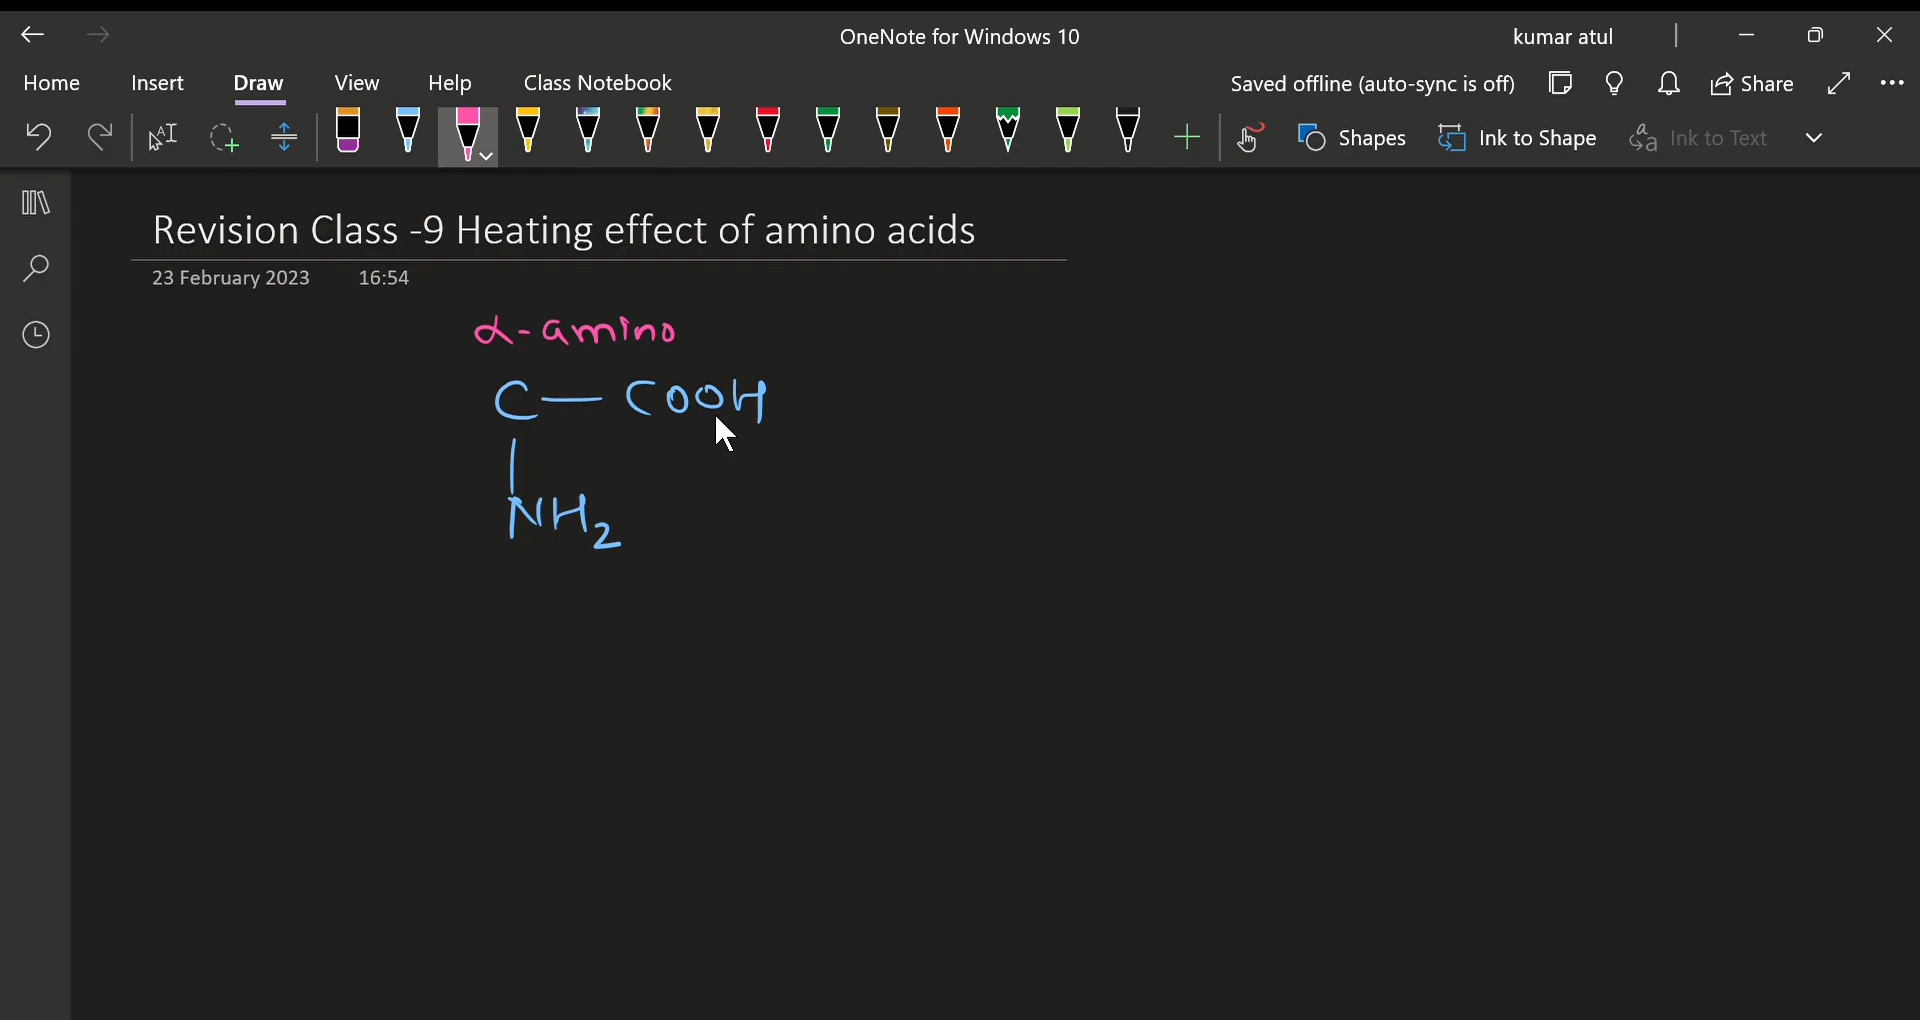 OneNote for Windows 10
kumar atul
Home Insert Draw View Help Class Notebook
Saved offline (auto-sync is off) Share
Shapes Ink to Shape Ink to Text
Revision Class -9 Heating effect of amino acids
23 February 2023 16:54
α-amino
C — COOH
|
NH₂